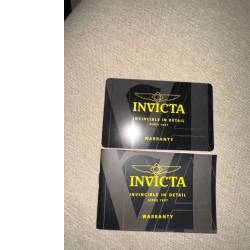 INVICTA
INVINCIBLE IN DETAIL
SINCE 1837
WARRANTY
INVICTA
INVINCIBLE IN DETAIL
SINCE 1837
WARRANTY